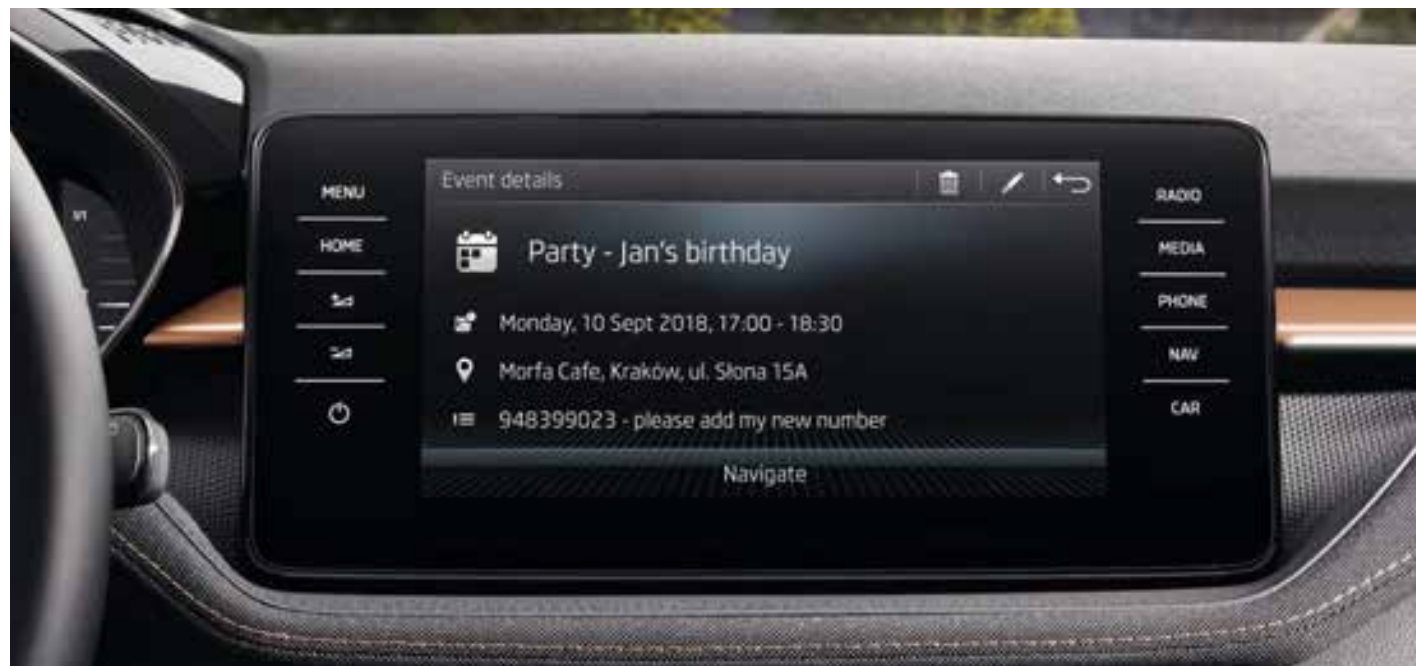 MENU
HOME
Event details
Party - Jan's birthday
Monday, 10 Sept 2018, 17:00 - 18:30
Morfa Cafe, Kraków, ul. Słona 15A
948399023 - please add my new number
Navigate
RADIO
MEDIA
PHONE
NAV
CAR